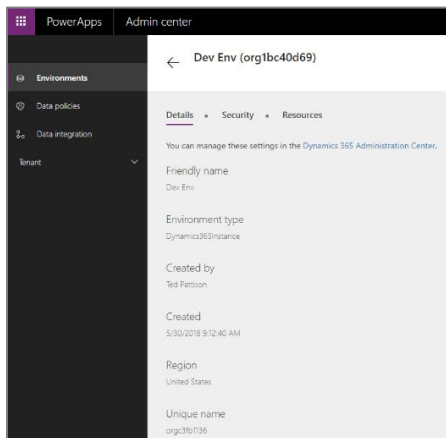 PowerApps Admin center
Dev Env (org1bc40d69)
Environments
Data policies
Data integration
Tenant
Details • Security • Resources
You can manage these settings in the Dynamics 365 Administration Center.
Friendly name
Dev Env
Environment type
Dynamics365Instance
Created by
Ted Pattison
Created
5/30/2018 9:12:40 AM
Region
United States
Unique name
orgc3fb1136